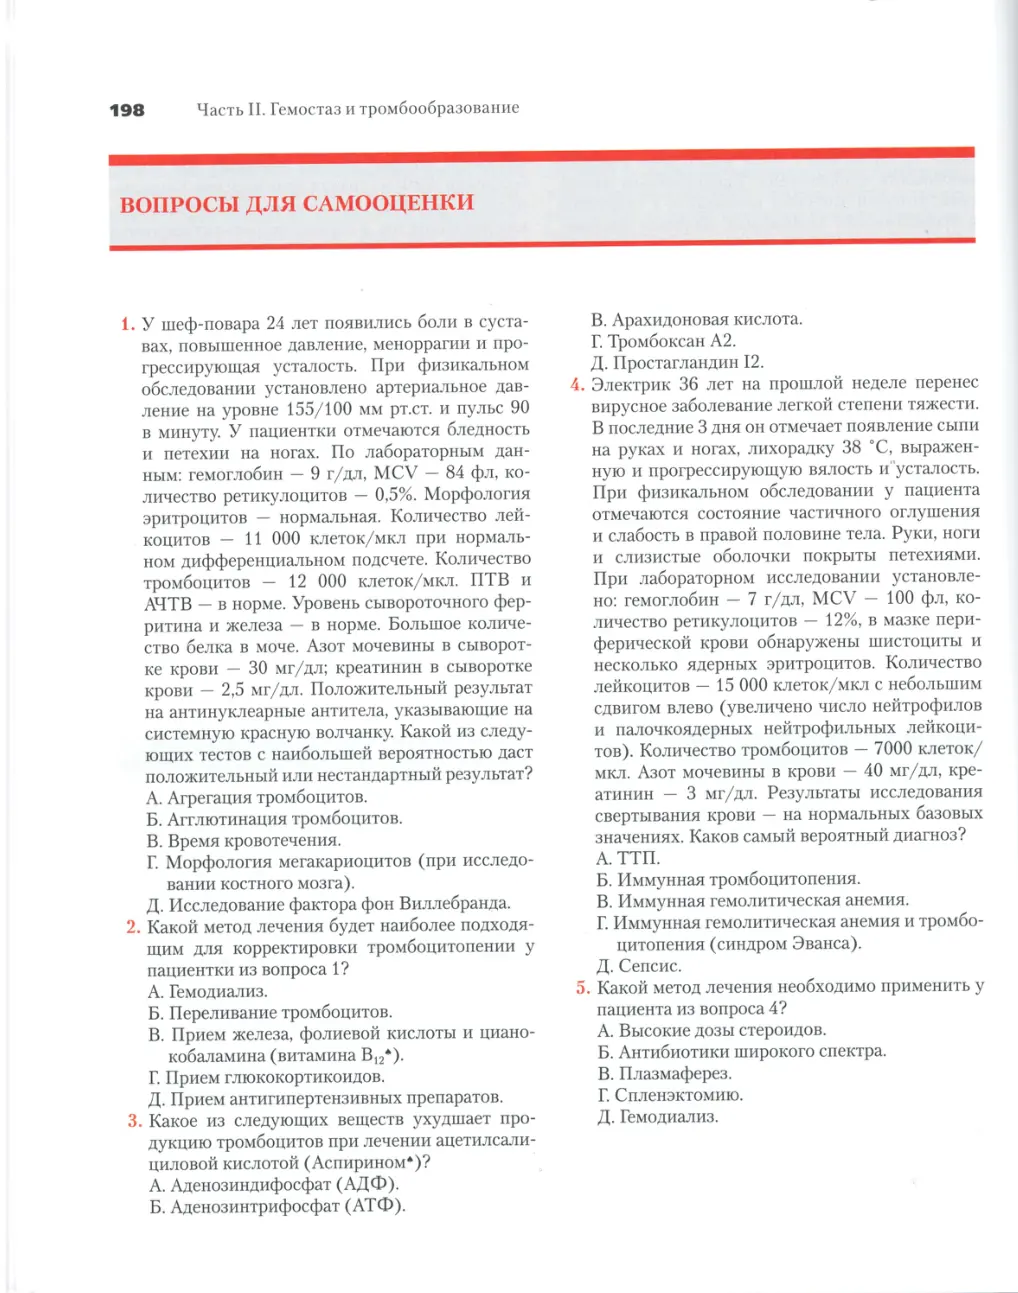 198 Часть II. Гемостаз и тромбообразование
ВОПРОСЫ ДЛЯ САМООЦЕНКИ
1. У шеф-повара 24 лет появились боли в суста-
вах, повышенное давление, меноррагии и про-
грессирующая усталость. При физикальном
обследовании установлено артериальное дав-
ление на уровне 155/100 мм рт.ст. и пульс 90
в минуту. У пациентки отмечаются бледность
и петехии на ногах. По лабораторным дан-
ным: гемоглобин — 9 г/дл, MCV — 84 фл, ко-
личество ретикулоцитов — 0,5%. Морфология
эритроцитов — нормальная. Количество лей-
коцитов — 11 000 клеток/мкл при нормаль-
ном дифференциальном подсчете. Количество
тромбоцитов — 12 000 клеток/мкл. ПТВ и
АЧТВ — в норме. Уровень сывороточного фер-
ритина и железа — в норме. Большое количе-
ство белка в моче. Азот мочевины в сыворот-
ке крови — 30 мг/дл; креатинин в сыворотке
крови — 2,5 мг/дл. Положительный результат
на антинуклеарные антитела, указывающие на
системную красную волчанку. Какой из следу-
ющих тестов с наибольшей вероятностью даст
положительный или нестандартный результат?
А. Агрегация тромбоцитов.
Б. Агглютинация тромбоцитов.
В. Время кровотечения.
Г. Морфология мегакариоцитов (при исследо-
вании костного мозга).
Д. Исследование фактора фон Виллебранда.
2. Какой метод лечения будет наиболее подходя-
щим для корректировки тромбоцитопении у
пациентки из вопроса 1?
А. Гемодиализ.
Б. Переливание тромбоцитов.
В. Прием железа, фолиевой кислоты и циано-
кобаламина (витамина B₁₂♠).
Г. Прием глюкокортикоидов.
Д. Прием антигипертензивных препаратов.
3. Какое из следующих веществ ухудшает про-
дукцию тромбоцитов при лечении ацетилсали-
циловой кислотой (Аспирином♠)?
А. Аденозиндифосфат (АДФ).
Б. Аденозинтрифосфат (АТФ).
В. Арахидоновая кислота.
Г. Тромбоксан А2.
Д. Простагландин I2.
4. Электрик 36 лет на прошлой неделе перенес
вирусное заболевание легкой степени тяжести.
В последние 3 дня он отмечает появление сыпи
на руках и ногах, лихорадку 38 °С, выражен-
ную и прогрессирующую вялость и усталость.
При физикальном обследовании у пациента
отмечаются состояние частичного оглушения
и слабость в правой половине тела. Руки, ноги
и слизистые оболочки покрыты петехиями.
При лабораторном исследовании установле-
но: гемоглобин — 7 г/дл, MCV — 100 фл, ко-
личество ретикулоцитов — 12%, в мазке пери-
ферической крови обнаружены шистоциты и
несколько ядерных эритроцитов. Количество
лейкоцитов — 15 000 клеток/мкл с небольшим
сдвигом влево (увеличено число нейтрофилов
и палочкоядерных нейтрофильных лейкоци-
тов). Количество тромбоцитов — 7000 клеток/
мкл. Азот мочевины в крови — 40 мг/дл, кре-
атинин — 3 мг/дл. Результаты исследования
свертывания крови — на нормальных базовых
значениях. Каков самый вероятный диагноз?
А. ТТП.
Б. Иммунная тромбоцитопения.
В. Иммунная гемолитическая анемия.
Г. Иммунная гемолитическая анемия и тромбо-
цитопения (синдром Эванса).
Д. Сепсис.
5. Какой метод лечения необходимо применить у
пациента из вопроса 4?
А. Высокие дозы стероидов.
Б. Антибиотики широкого спектра.
В. Плазмаферез.
Г. Спленэктомию.
Д. Гемодиализ.